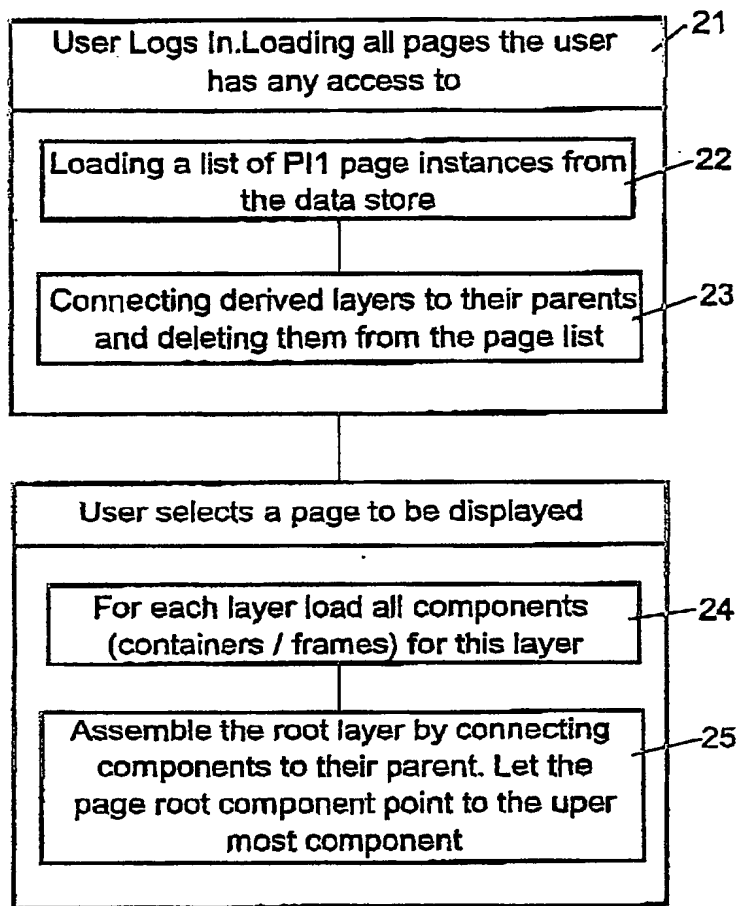 User Logs In.Loading all pages the user
has any access to
21
Loading a list of PI1 page instances from
the data store
22
Connecting derived layers to their parents
and deleting them from the page list
23
User selects a page to be displayed
For each layer load all components
(containers / frames) for this layer
24
Assemble the root layer by connecting
components to their parent. Let the
page root component point to the uper
most component
25